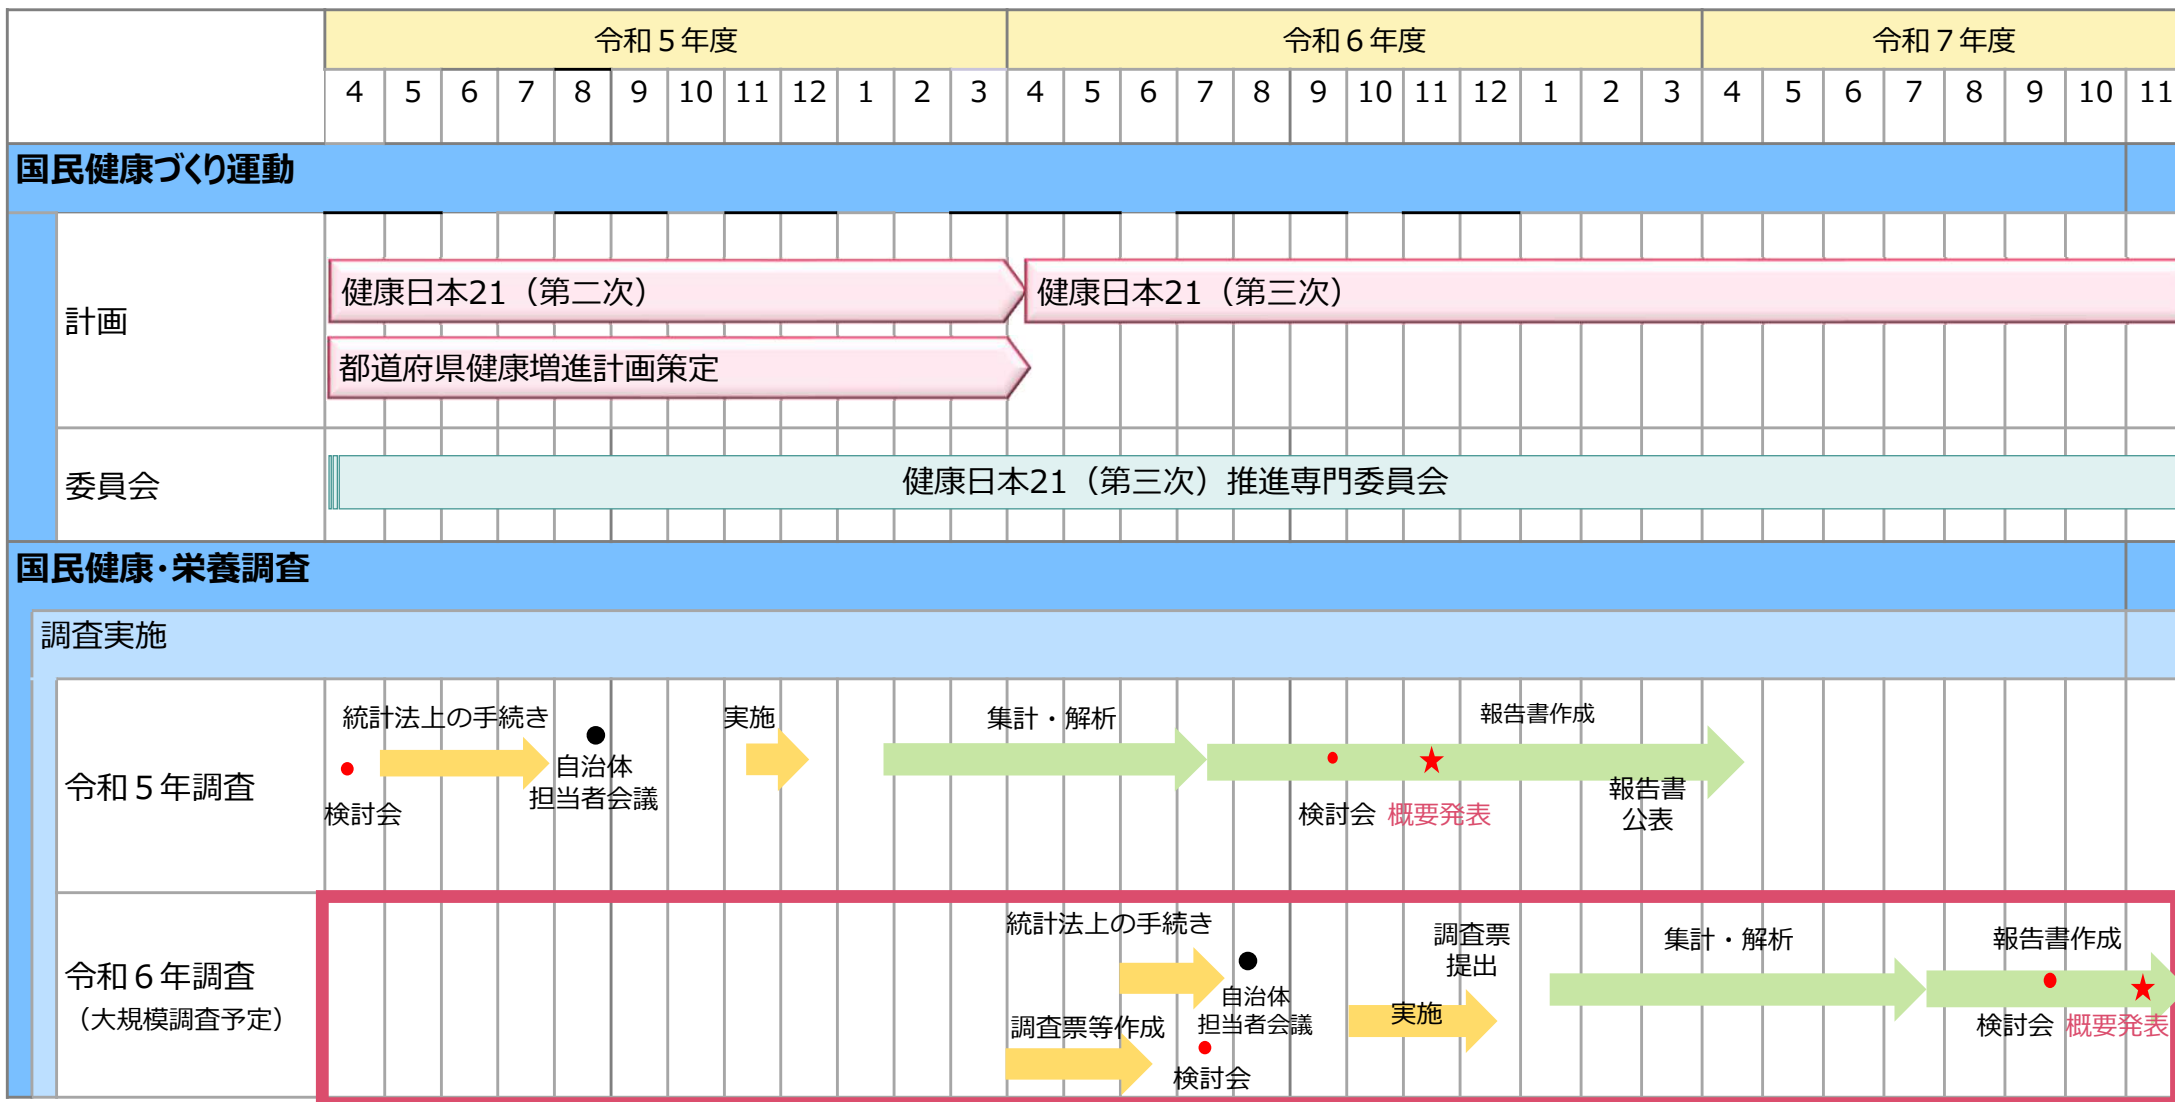 令和５年度 令和６年度 令和７年度
4 5 6 7 8 9 10 11 12 1 2 3 4 5 6 7 8 9 10 11 12 1 2 3 4 5 6 7 8 9 10 11
国民健康づくり運動
計画
健康日本21（第二次） 健康日本21（第三次）
都道府県健康増進計画策定
委員会
健康日本21（第三次）推進専門委員会
国民健康・栄養調査
調査実施
令和５年調査
統計法上の手続き
検討会
自治体
担当者会議
実施
集計・解析
報告書作成
検討会 概要発表
報告書
公表
令和６年調査
（大規模調査予定）
統計法上の手続き
調査票等作成
自治体
担当者会議
検討会
調査票
提出
実施
集計・解析
報告書作成
検討会 概要発表